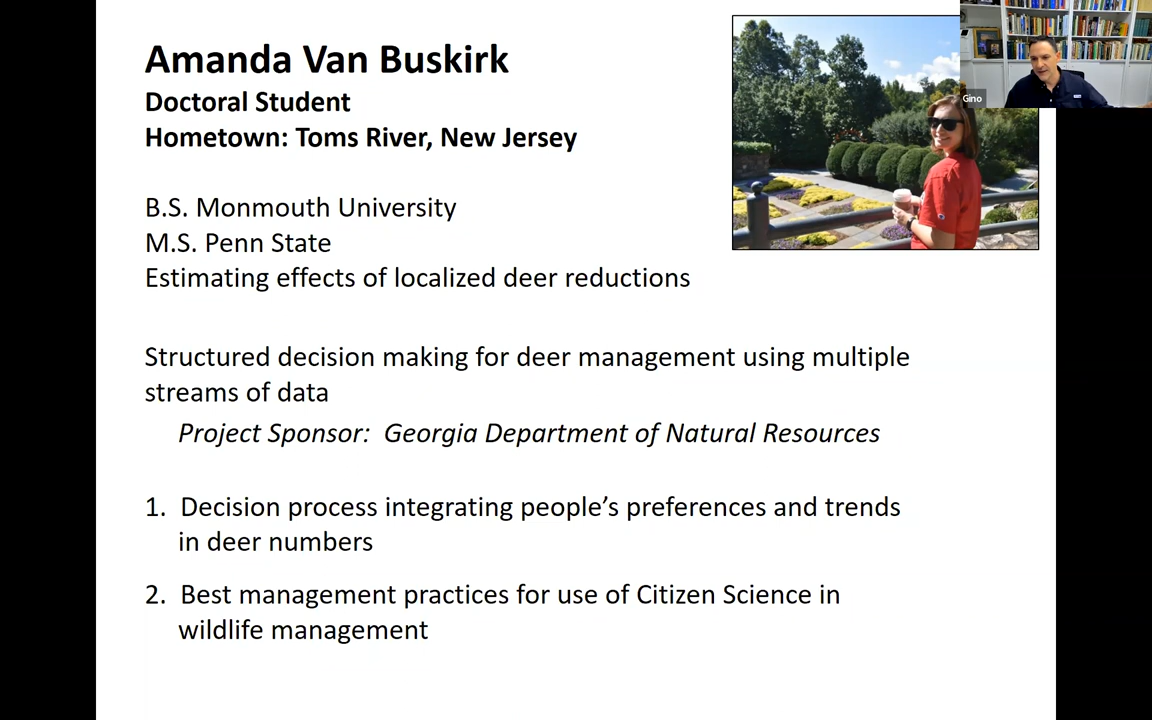 Amanda Van Buskirk
Doctoral Student
Hometown: Toms River, New Jersey
Gino
B.S. Monmouth University
M.S. Penn State
Estimating effects of localized deer reductions
Structured decision making for deer management using multiple
streams of data
Project Sponsor: Georgia Department of Natural Resources
1. Decision process integrating people’s preferences and trends
in deer numbers
2. Best management practices for use of Citizen Science in
wildlife management